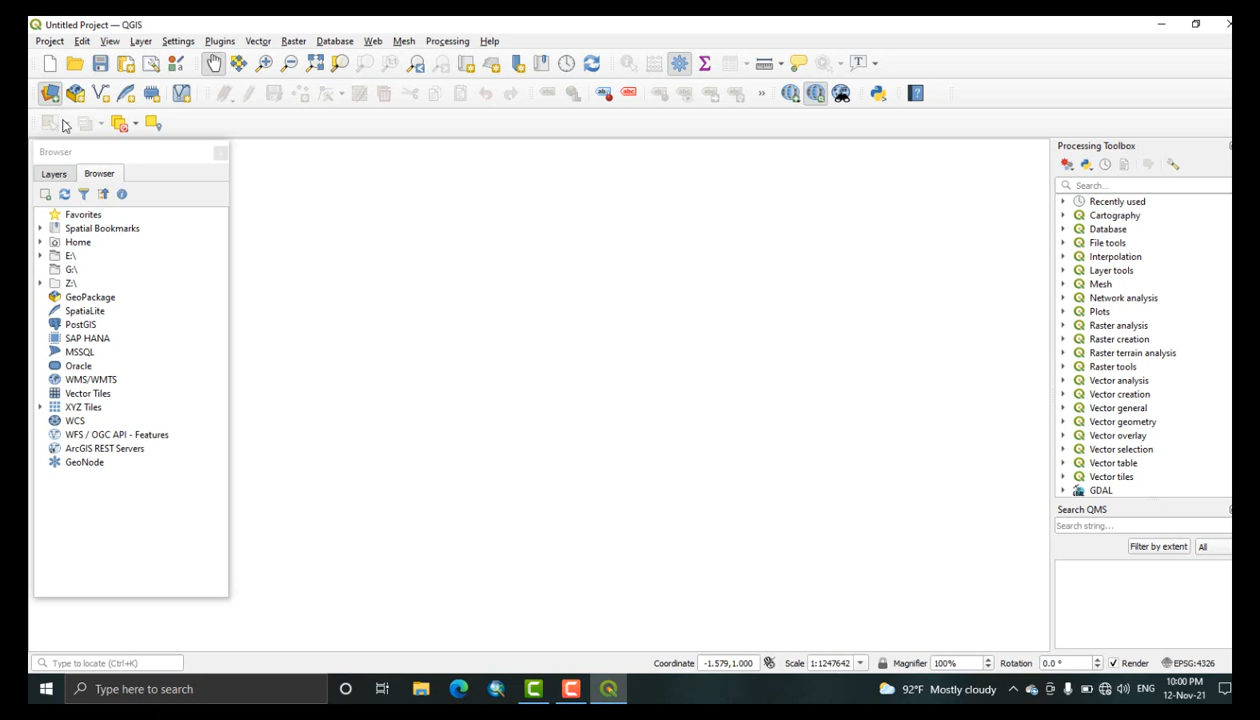 Untitled Project — QGIS
Project Edit View Layer Settings Plugins Vector Raster Database Web Mesh Processing Help
Browser
Layers Browser
Favorites
Spatial Bookmarks
Home
E:\
G:\
Z:\
GeoPackage
SpatiaLite
PostGIS
SAP HANA
MSSQL
Oracle
WMS/WMTS
Vector Tiles
XYZ Tiles
WCS
WFS / OGC API - Features
ArcGIS REST Servers
GeoNode
Processing Toolbox
Search...
Recently used
Cartography
Database
File tools
Interpolation
Layer tools
Mesh
Network analysis
Plots
Raster analysis
Raster creation
Raster terrain analysis
Raster tools
Vector analysis
Vector creation
Vector general
Vector geometry
Vector overlay
Vector selection
Vector table
Vector tiles
GDAL
Search QMS
Search string...
Filter by extent All
Type to locate (Ctrl+K) Coordinate -1.579,1.000 Scale 1:1247642 Magnifier 100% Rotation 0.0 ° Render EPSG:4326
Type here to search 92°F Mostly cloudy ENG 10:00 PM
12-Nov-21